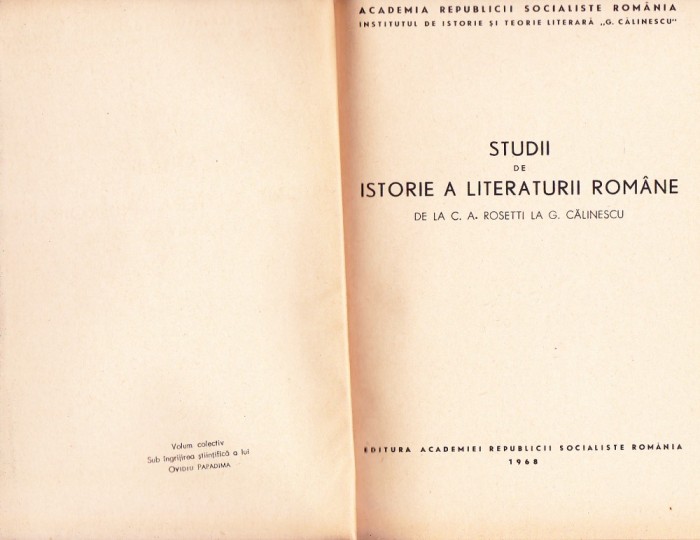 Volum colectiv
Sub îngrijirea științifică a lui
OVIDIU PAPADIMA
ACADEMIA REPUBLICII SOCIALISTE ROMÂNIA
INSTITUTUL DE ISTORIE ȘI TEORIE LITERARĂ „G. CĂLINESCU"
STUDII
DE
ISTORIE A LITERATURII ROMÂNE
DE LA C. A. ROSETTI LA G. CĂLINESCU
EDITURA ACADEMIEI REPUBLICII SOCIALISTE ROMÂNIA
1968